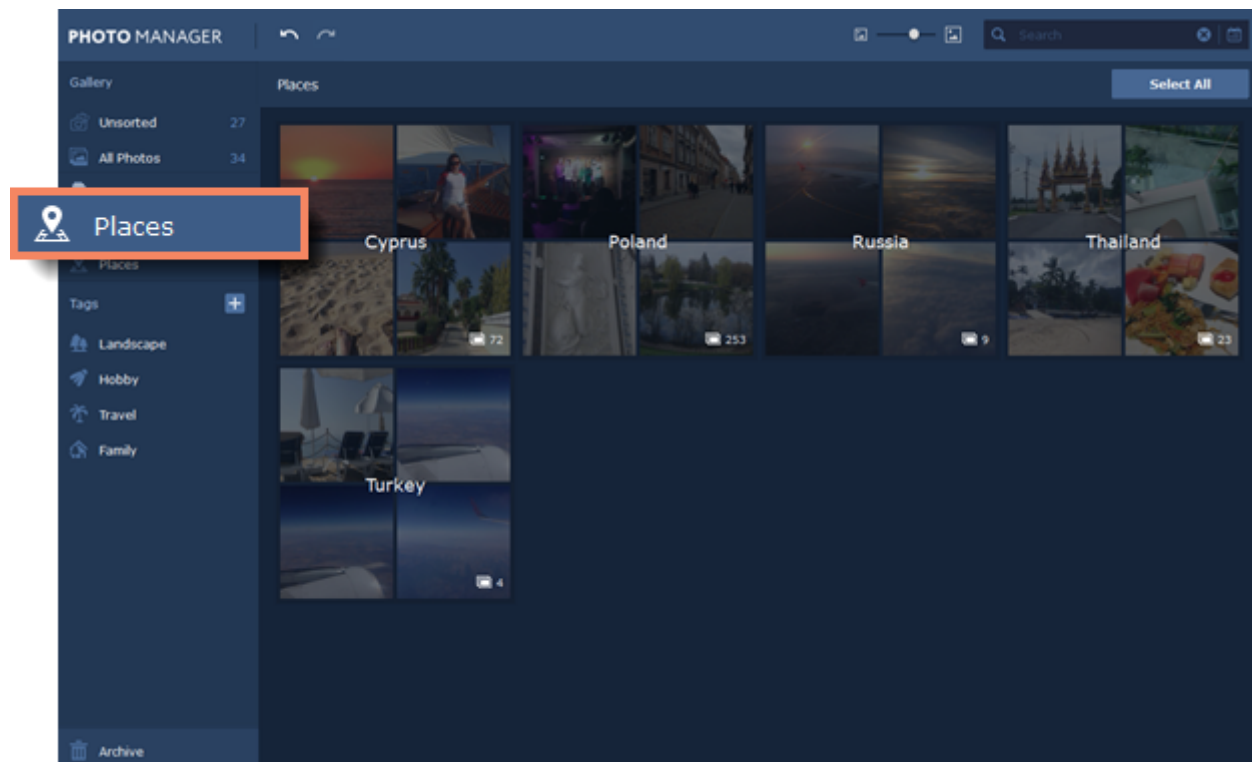 PHOTO MANAGER
Search
Gallery
Places
Select All
Unsorted 27
All Photos 34
Places
Places
Tags
Landscape
Hobby
Travel
Family
Archive
Cyprus
72
Poland
253
Russia
9
Thailand
23
Turkey
4